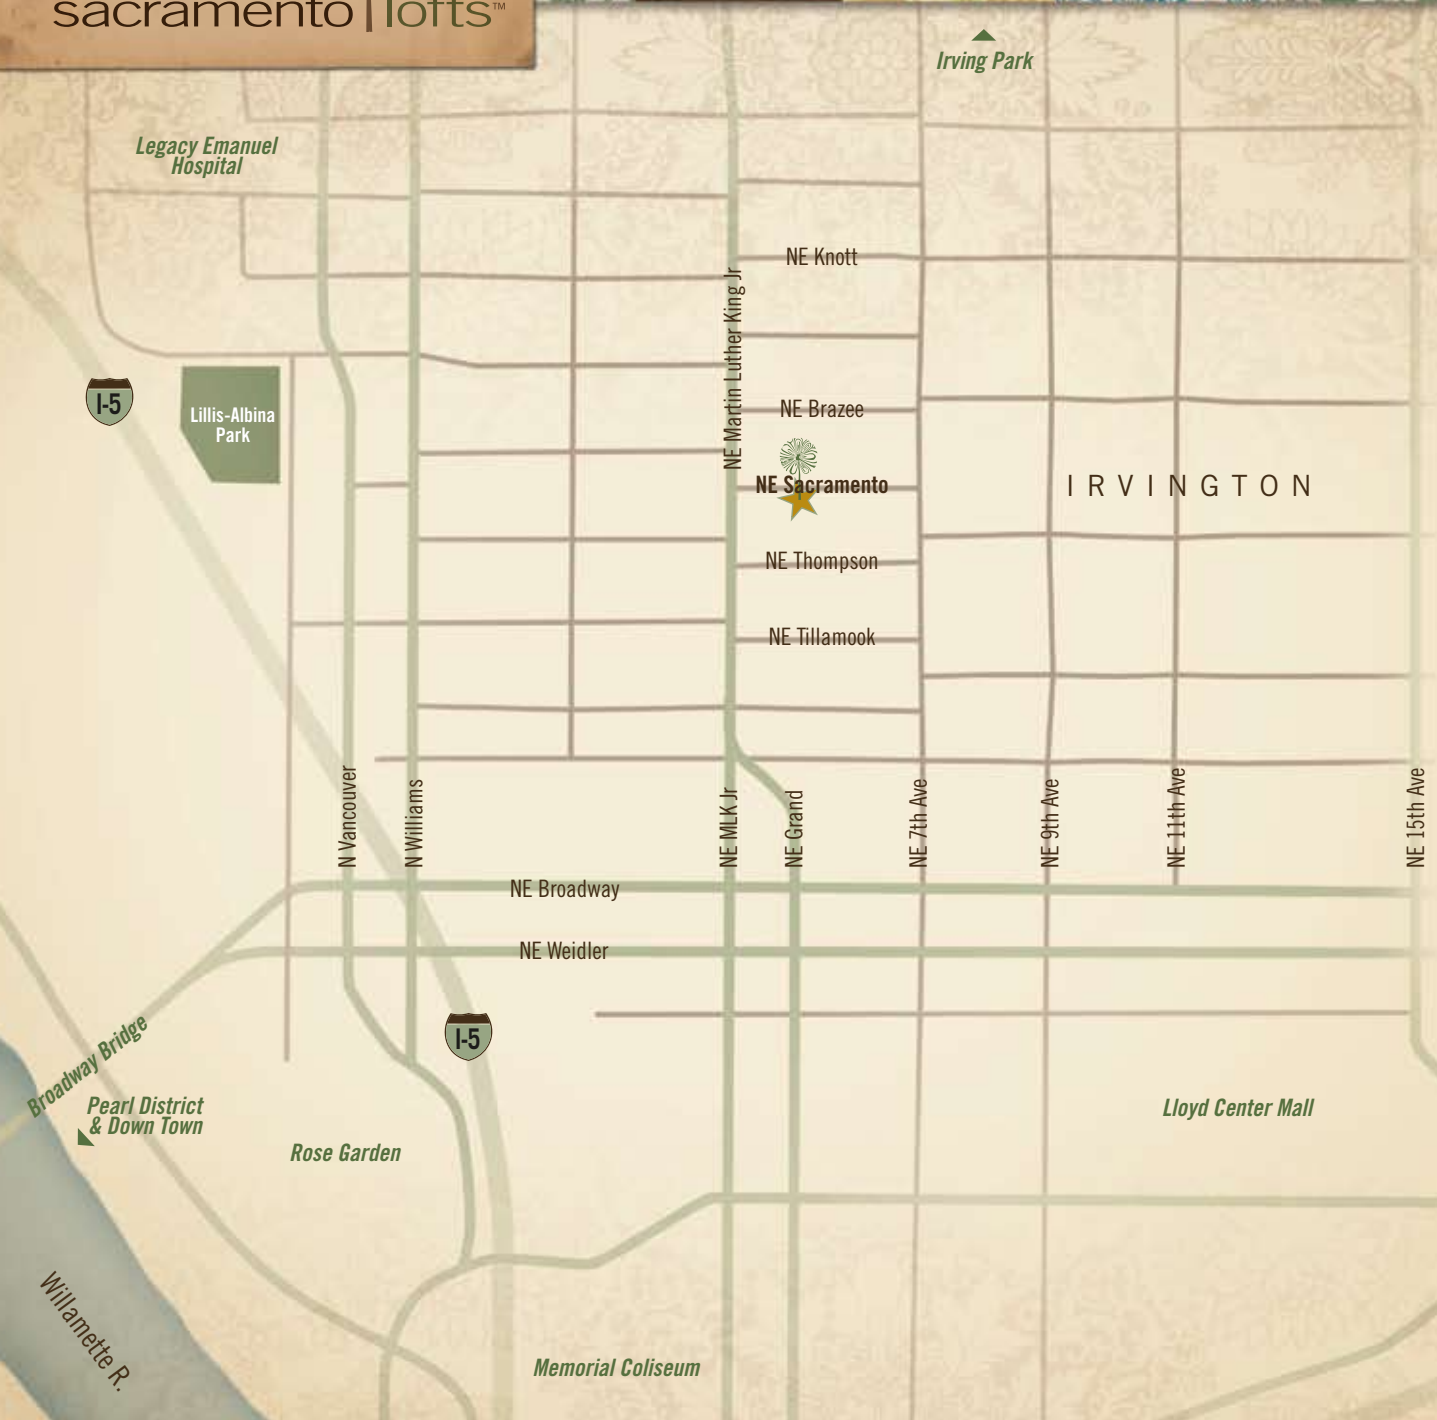 sacramento | lofts™
Irving Park
Legacy Emanuel
Hospital
NE Knott
NE Martin Luther King Jr
I-5
Lillis-Albina
Park
NE Brazee
NE Sacramento
IRVINGTON
NE Thompson
NE Tillamook
N Vancouver
N Williams
NE MLK Jr
NE Grand
NE 7th Ave
NE 9th Ave
NE 11th Ave
NE 15th Ave
NE Broadway
NE Weidler
I-5
Broadway Bridge
Pearl District
& Down Town
Rose Garden
Lloyd Center Mall
Willamette R.
Memorial Coliseum